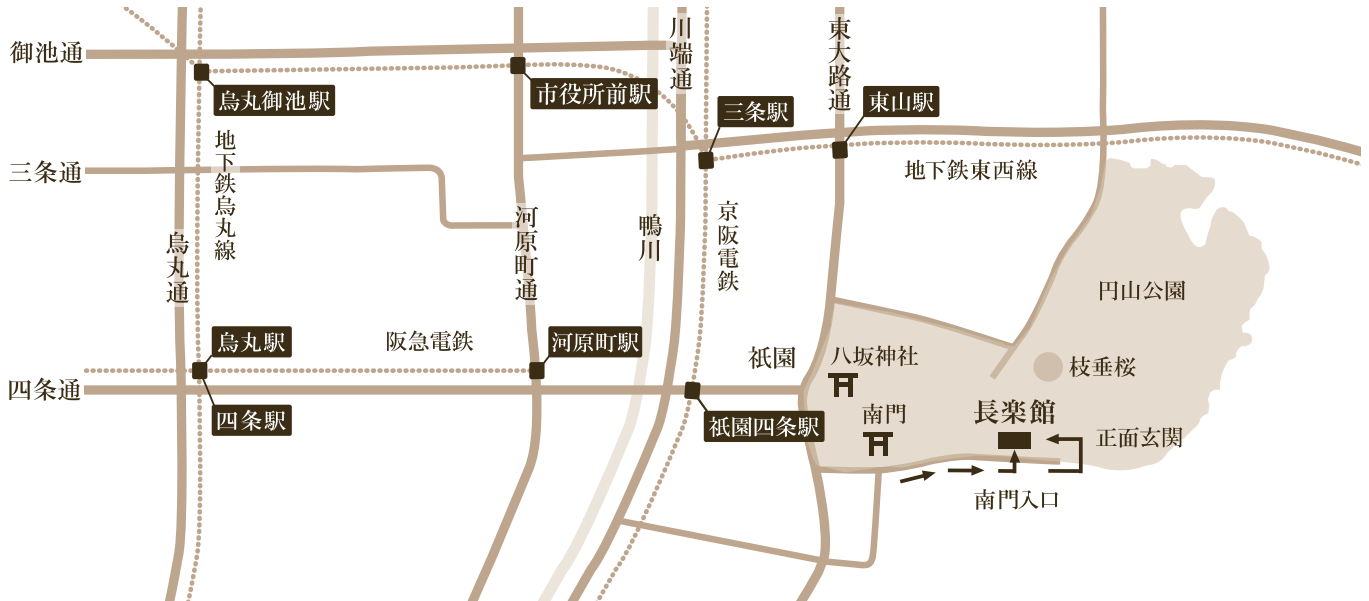 御池通
烏丸御池駅
市役所前駅
川端通
三条駅
東大路通
東山駅
地下鉄烏丸線
三条通
地下鉄東西線
烏丸通
河原町通
鴨川
京阪電鉄
円山公園
烏丸駅
阪急電鉄
河原町駅
祇園
八坂神社
枝垂桜
四条通
四条駅
祇園四条駅
南門
長楽館
正面玄関
南門入口